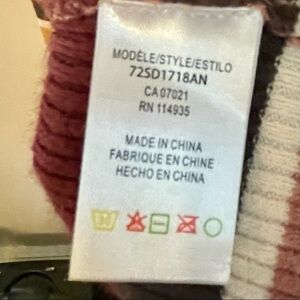 MODÈLE/STYLE/ESTILO
72SD1718AN
CA 07021
RN 114935
MADE IN CHINA
FABRIQUE EN CHINE
HECHO EN CHINA